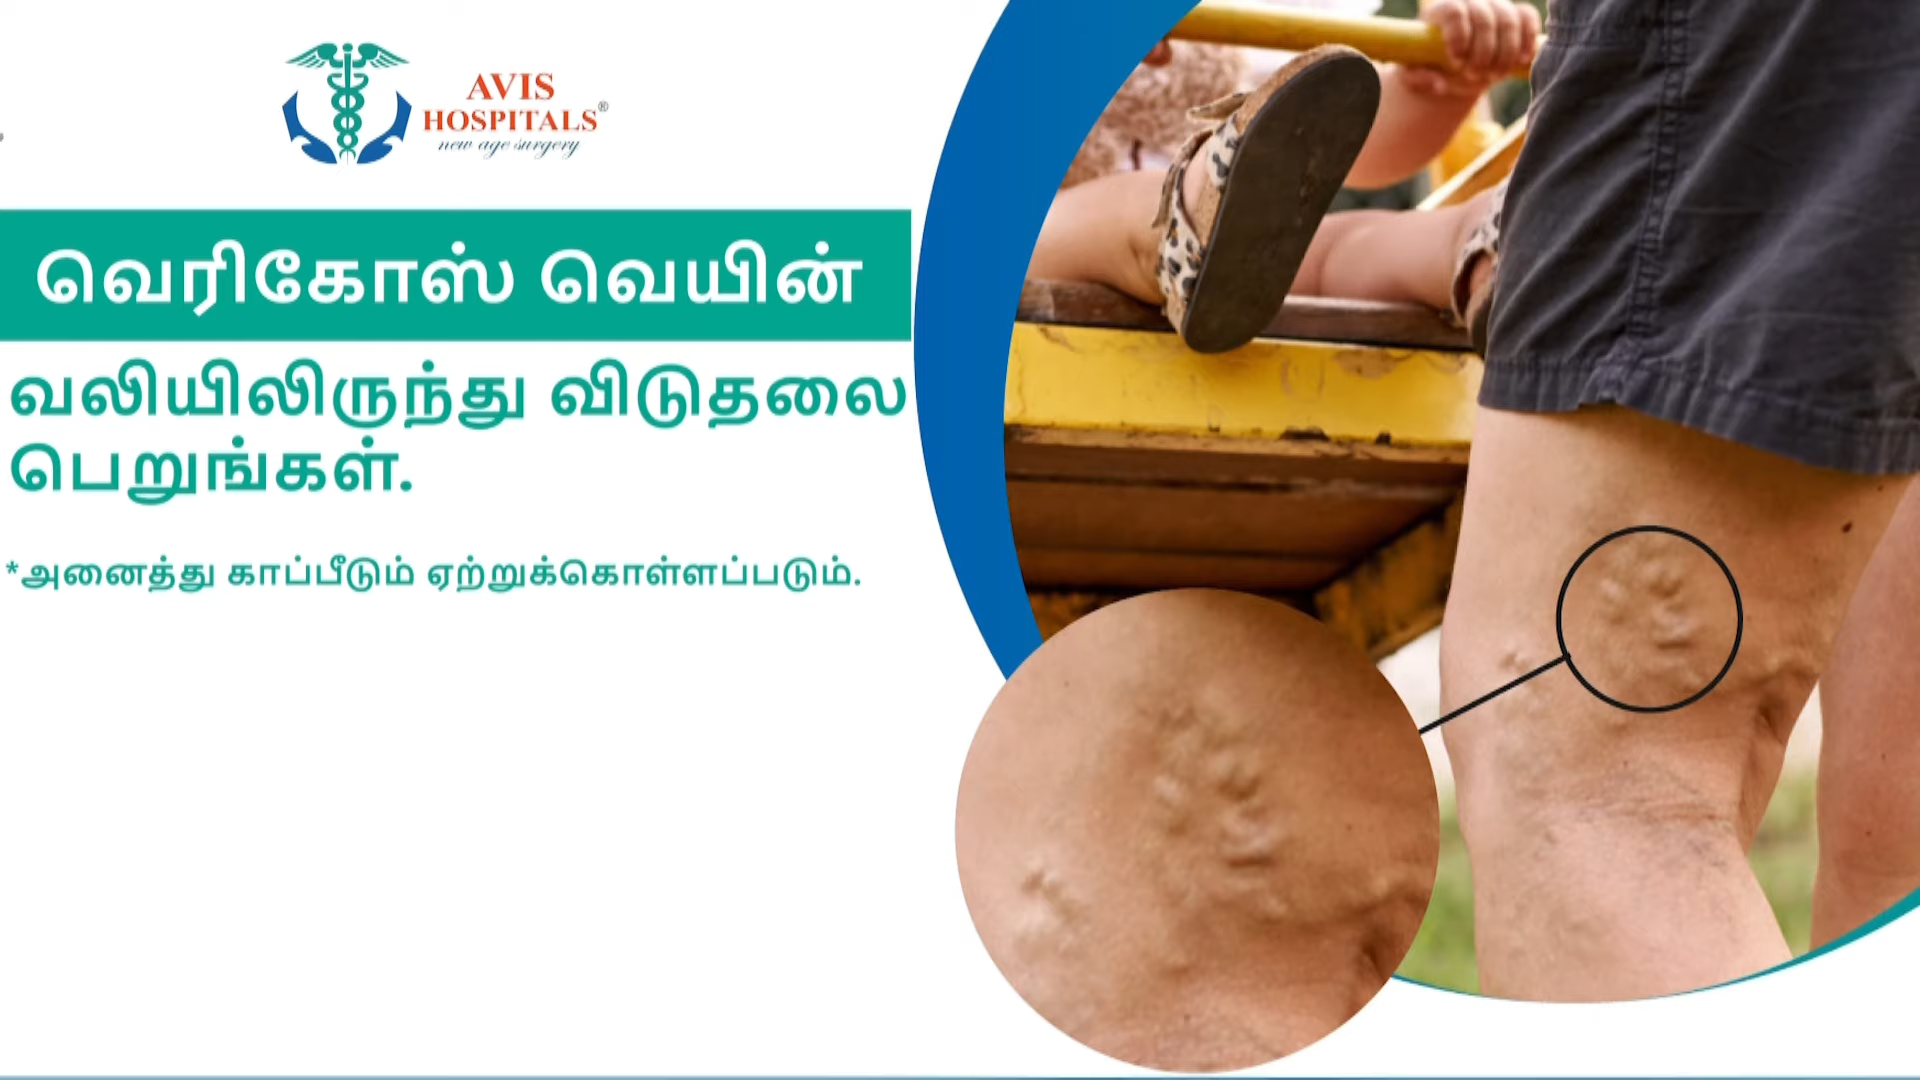 AVIS
HOSPITALS®
new age surgery
வெரிகோஸ் வெயின்
வலியிலிருந்து விடுதலை
பெறுங்கள்.
*அனைத்து காப்பீடும் ஏற்றுக்கொள்ளப்படும்.